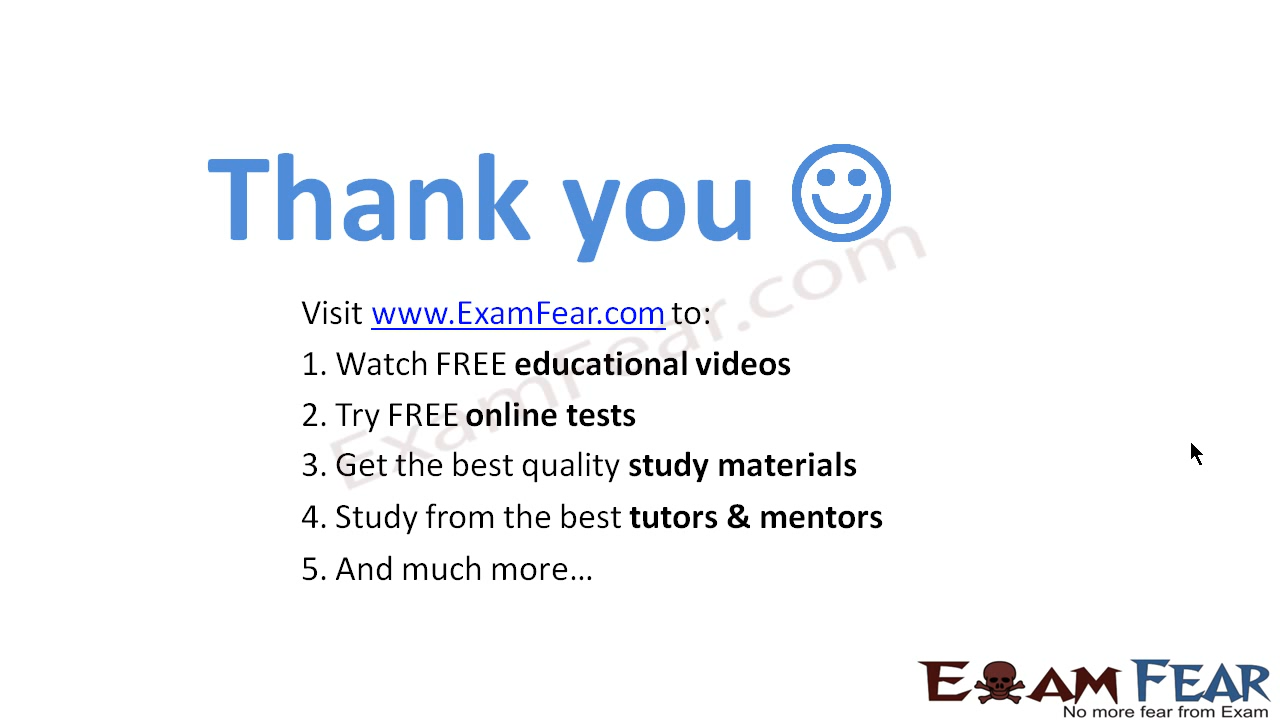 Thank you ☺
Visit www.ExamFear.com to:
1. Watch FREE educational videos
2. Try FREE online tests
3. Get the best quality study materials
4. Study from the best tutors & mentors
5. And much more...
ExamFear.com
EXAM FEAR
No more fear from Exam